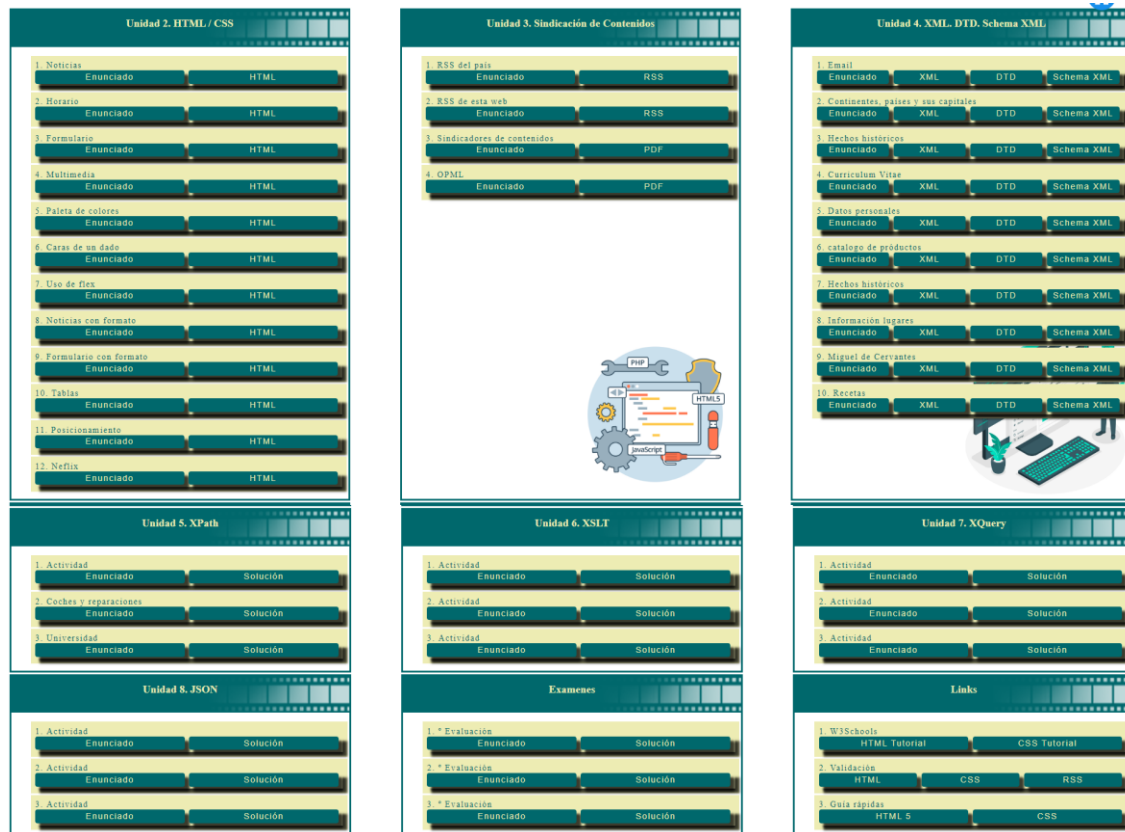 Unidad 2. HTML / CSS
1. Noticias
Enunciado HTML
2. Horario
Enunciado HTML
3. Formulario
Enunciado HTML
4. Multimedia
Enunciado HTML
5. Paleta de colores
Enunciado HTML
6. Caras de un dado
Enunciado HTML
7. Uso de flex
Enunciado HTML
8. Noticias con formato
Enunciado HTML
9. Formulario con formato
Enunciado HTML
10. Tablas
Enunciado HTML
11. Posicionamiento
Enunciado HTML
12. Neflix
Enunciado HTML
Unidad 3. Sindicación de Contenidos
1. RSS del país
Enunciado RSS
2. RSS de esta web
Enunciado RSS
3. Sindicadores de contenidos
Enunciado PDF
4. OPML
Enunciado PDF
PHP
HTML5
JavaScript
Unidad 4. XML. DTD. Schema XML
1. Email
Enunciado XML DTD Schema XML
2. Continentes, países y sus capitales
Enunciado XML DTD Schema XML
3. Hechos históricos
Enunciado XML DTD Schema XML
4. Curriculum Vitae
Enunciado XML DTD Schema XML
5. Datos personales
Enunciado XML DTD Schema XML
6. catalogo de próductos
Enunciado XML DTD Schema XML
7. Hechos históricos
Enunciado XML DTD Schema XML
8. Información lugares
Enunciado XML DTD Schema XML
9. Miguel de Cervantes
Enunciado XML DTD Schema XML
10. Recetas
Enunciado XML DTD Schema XML
Unidad 5. XPath
1. Actividad
Enunciado Solución
2. Coches y reparaciones
Enunciado Solución
3. Universidad
Enunciado Solución
Unidad 6. XSLT
1. Actividad
Enunciado Solución
2. Actividad
Enunciado Solución
3. Actividad
Enunciado Solución
Unidad 7. XQuery
1. Actividad
Enunciado Solución
2. Actividad
Enunciado Solución
3. Actividad
Enunciado Solución
Unidad 8. JSON
1. Actividad
Enunciado Solución
2. Actividad
Enunciado Solución
3. Actividad
Enunciado Solución
Examenes
1. ª Evaluación
Enunciado Solución
2. ª Evaluación
Enunciado Solución
3. ª Evaluación
Enunciado Solución
Links
1. W3Schools
HTML Tutorial CSS Tutorial
2. Validación
HTML CSS RSS
3. Guia rápidas
HTML 5 CSS